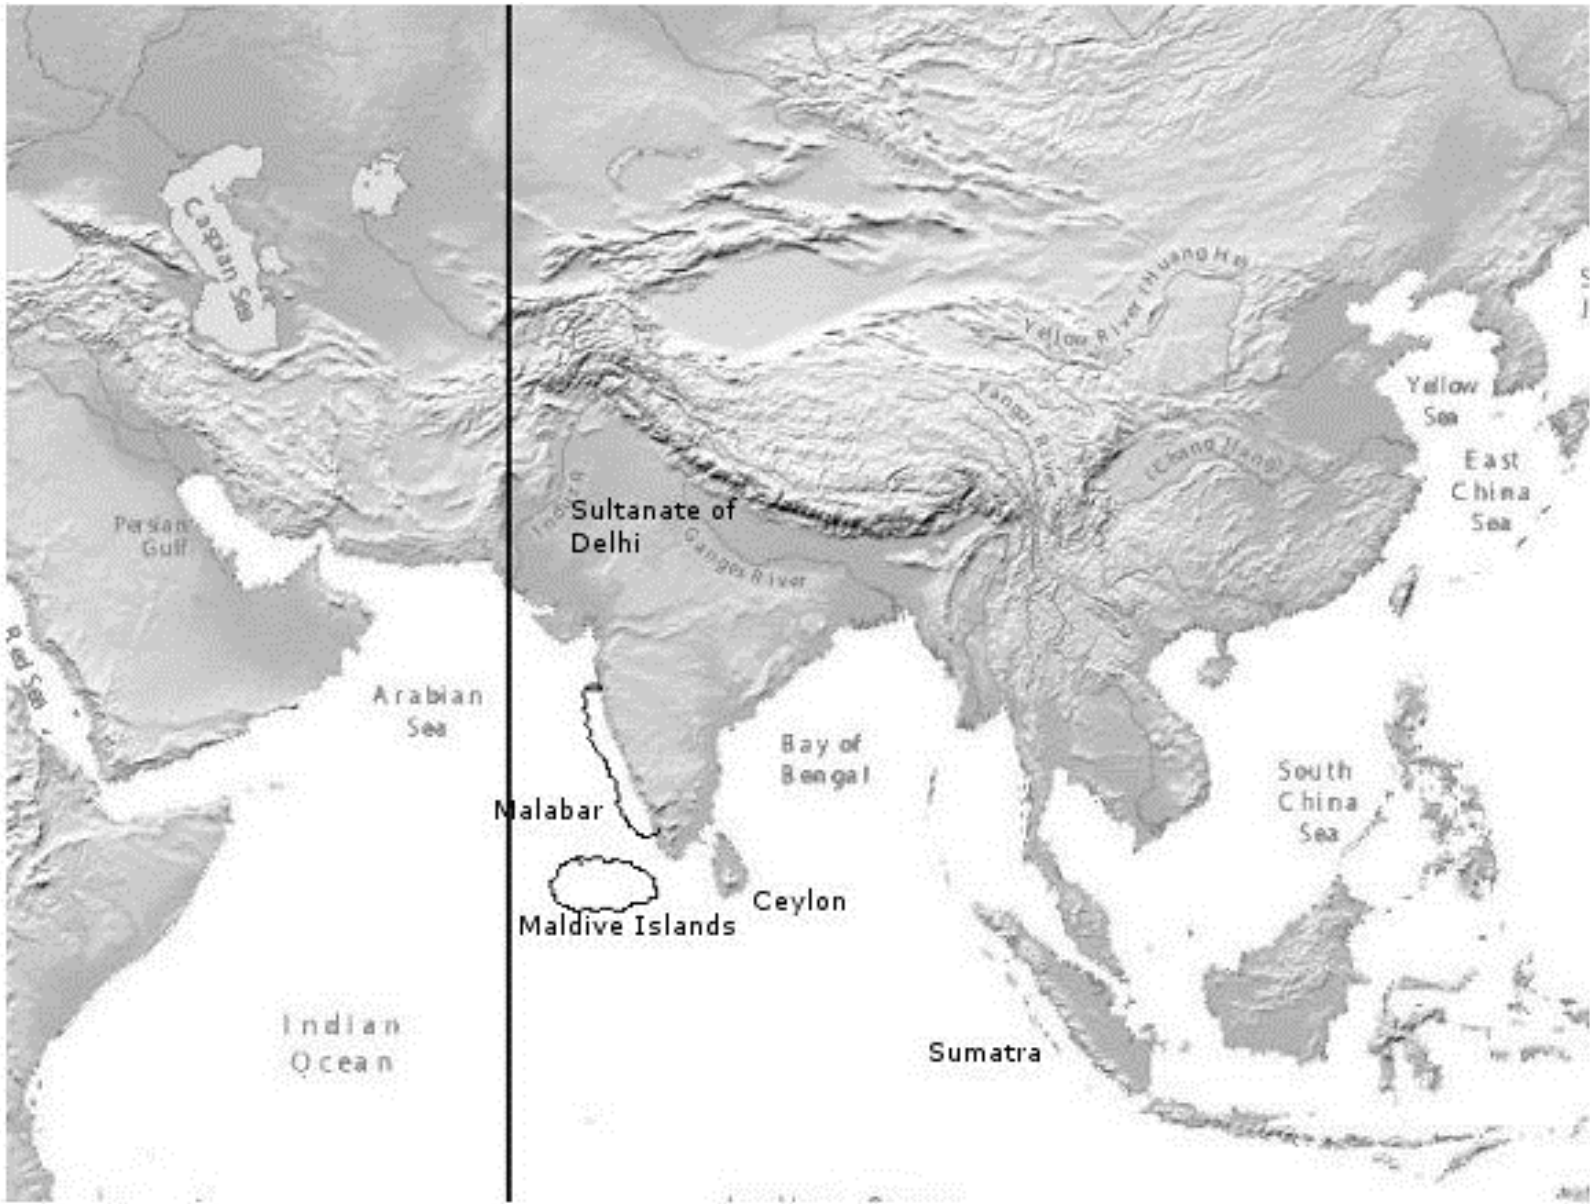 Caspian Sea
Yellow River (Huang He)
Yangzi River
Yellow
Sea
(Chang Jiang)
East
China
Sea
Persian
Gulf
Sultanate of
Delhi
Ganges River
Red Sea
Arabian
Sea
Bay of
Bengal
South
China
Sea
Malabar
Ceylon
Maldive Islands
Indian
Ocean
Sumatra